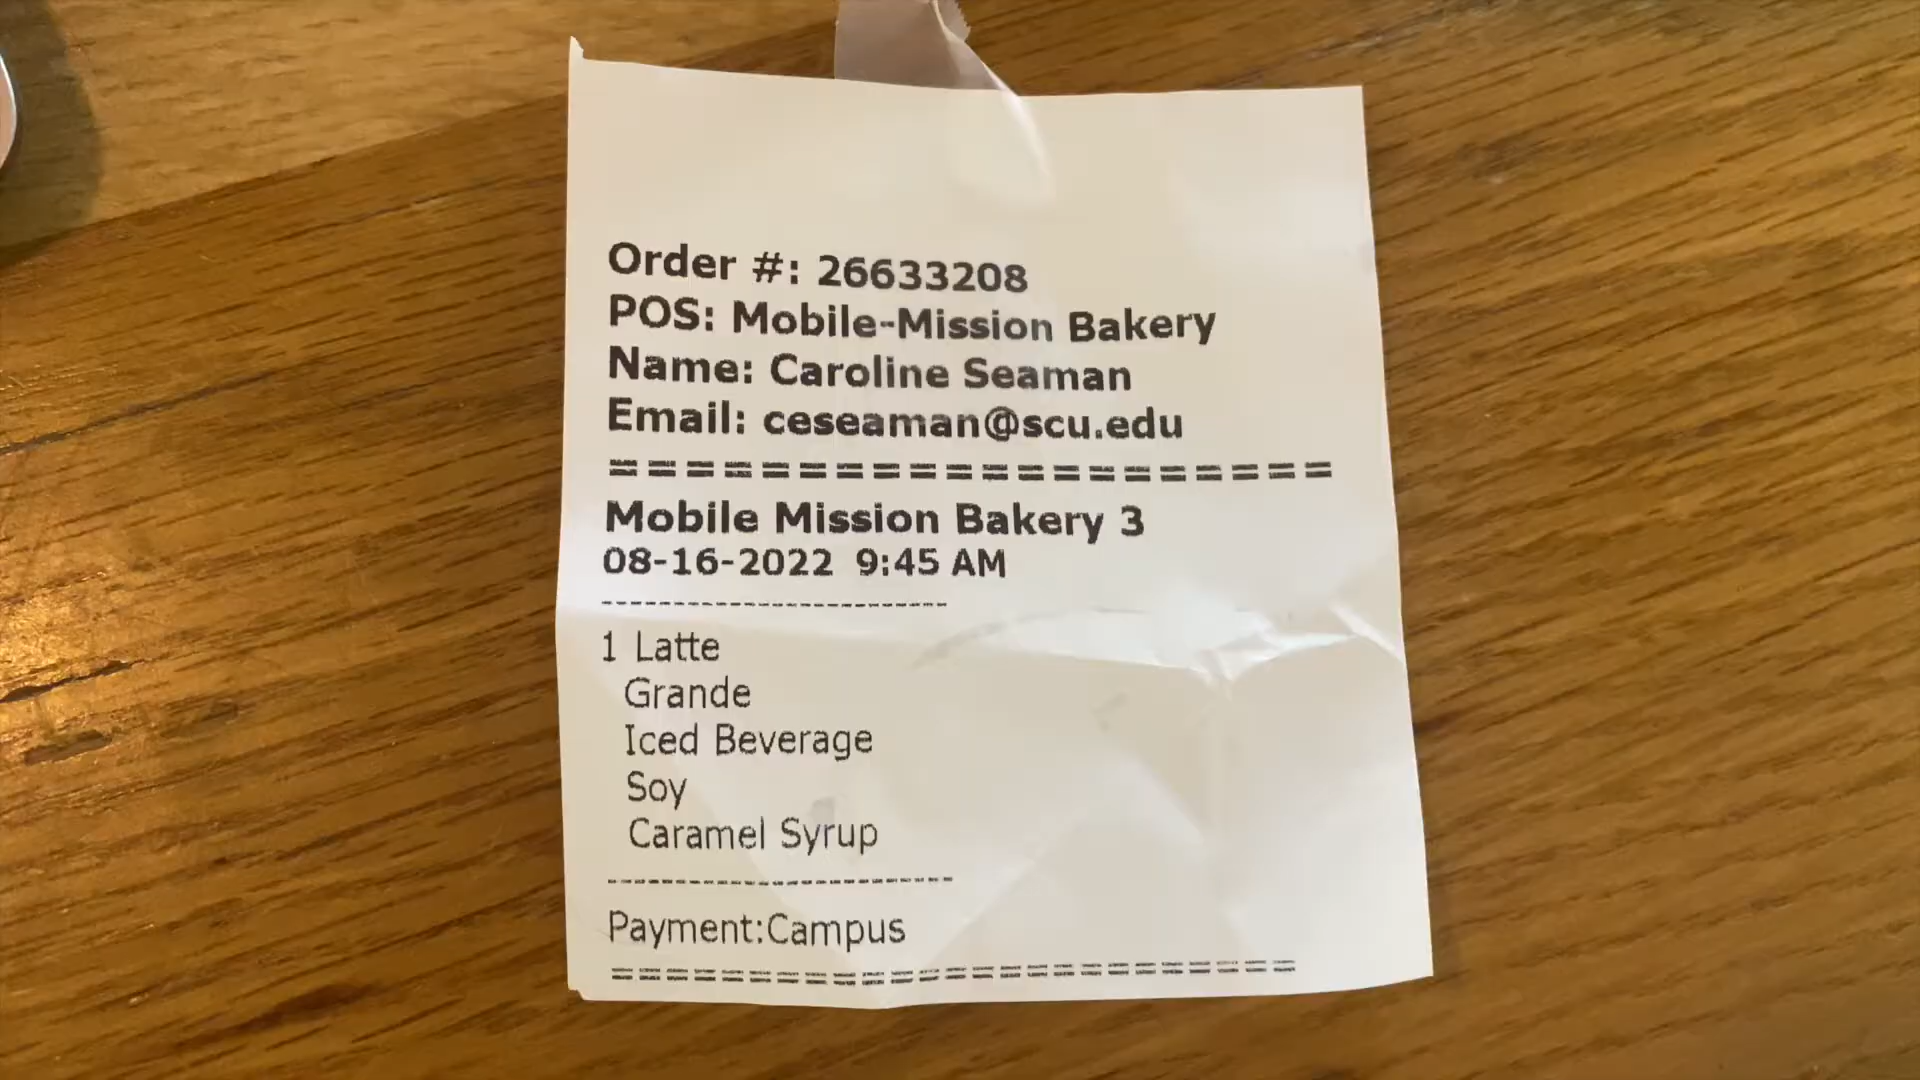 Order #: 26633208
POS: Mobile-Mission Bakery
Name: Caroline Seaman
Email: ceseaman@scu.edu
====================
Mobile Mission Bakery 3
08-16-2022 9:45 AM
-------------------------
1 Latte
Grande
Iced Beverage
Soy
Caramel Syrup
-------------------------
Payment:Campus
=========================